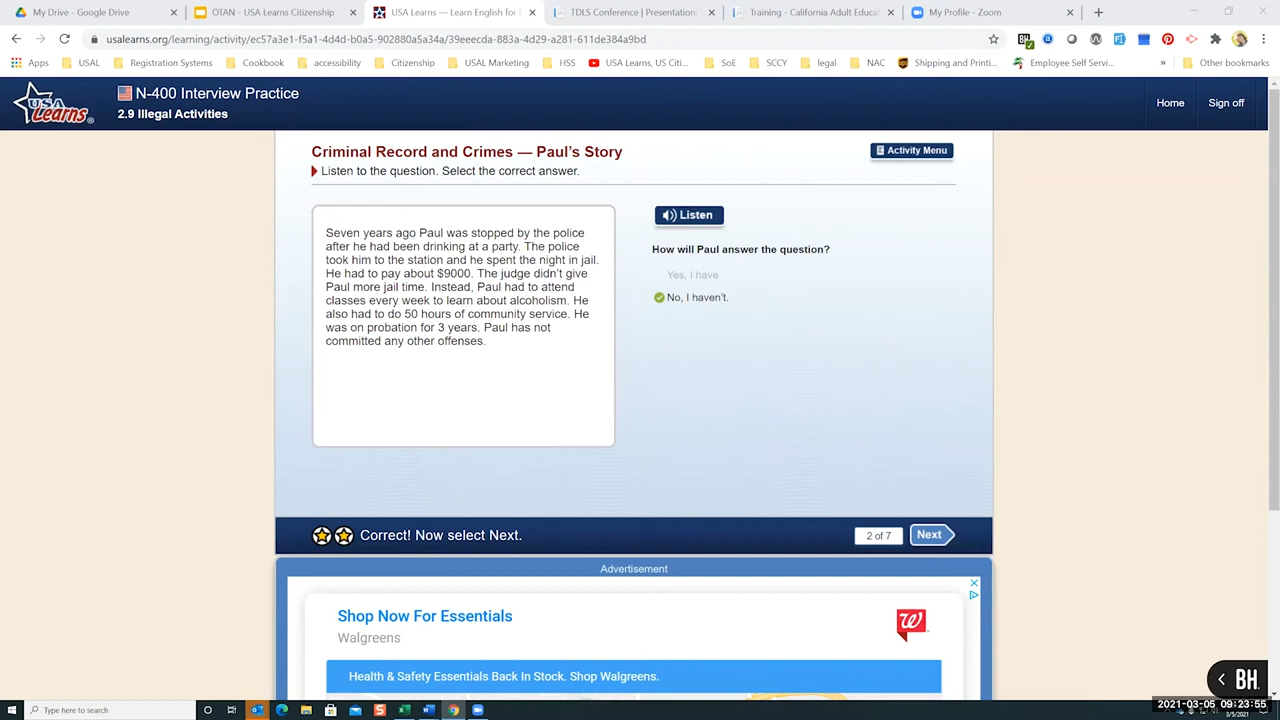 My Drive - Google Drive
OTAN - USA Learns Citizenship -
USA Learns — Learn English for F
TDLS Conference | Presentation:
Training - California Adult Educat
My Profile - Zoom
usalearns.org/learning/activity/ec57a3e1-f5a1-4d4d-b0a5-902880a5a34a/39eeecda-883a-4d29-a281-611de384a9bd
Apps
USAL
Registration Systems
Cookbook
accessibility
Citizenship
USAL Marketing
HSS
USA Learns, US Citi...
SoE
SCCY
legal
NAC
Shipping and Printi...
Employee Self Servi...
»
Other bookmarks
USA Learns
N-400 Interview Practice
2.9 Illegal Activities
Home
Sign off
Criminal Record and Crimes — Paul's Story
Activity Menu
Listen to the question. Select the correct answer.
Seven years ago Paul was stopped by the police
after he had been drinking at a party. The police
took him to the station and he spent the night in jail.
He had to pay about $9000. The judge didn't give
Paul more jail time. Instead, Paul had to attend
classes every week to learn about alcoholism. He
also had to do 50 hours of community service. He
was on probation for 3 years. Paul has not
committed any other offenses.
Listen
How will Paul answer the question?
Yes, I have.
No, I haven't.
Correct! Now select Next.
2 of 7
Next
Advertisement
Shop Now For Essentials
Walgreens
Health & Safety Essentials Back In Stock. Shop Walgreens.
BH
Type here to search
2021-03-05 09:23:55
3/5/2021